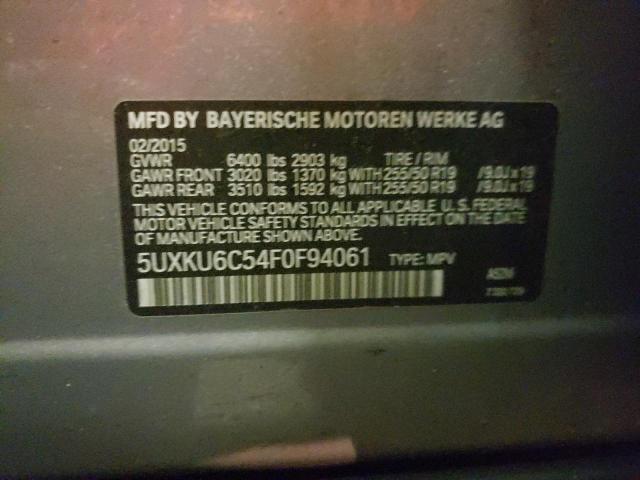 MFD BY BAYERISCHE MOTOREN WERKE AG
02/2015
GVWR 6400 lbs 2903 kg TIRE / RIM
GAWR FRONT 3020 lbs 1370 kg WITH 255/50 R19 /9.0J x 19
GAWR REAR 3510 lbs 1592 kg WITH 255/50 R19 /9.0J x 19
THIS VEHICLE CONFORMS TO ALL APPLICABLE U.S. FEDERAL
MOTOR VEHICLE SAFETY STANDARDS IN EFFECT ON THE DATE
OF MANUFACTURE SHOWN ABOVE.
5UXKU6C54F0F94061 TYPE: MPV